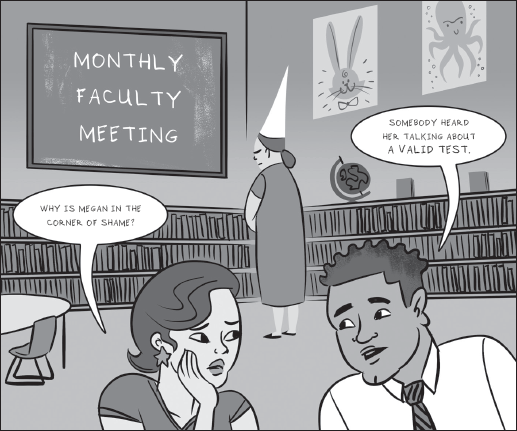 MONTHLY
FACULTY
MEETING
SOMEBODY HEARD
HER TALKING ABOUT
A VALID TEST.
WHY IS MEGAN IN THE
CORNER OF SHAME?